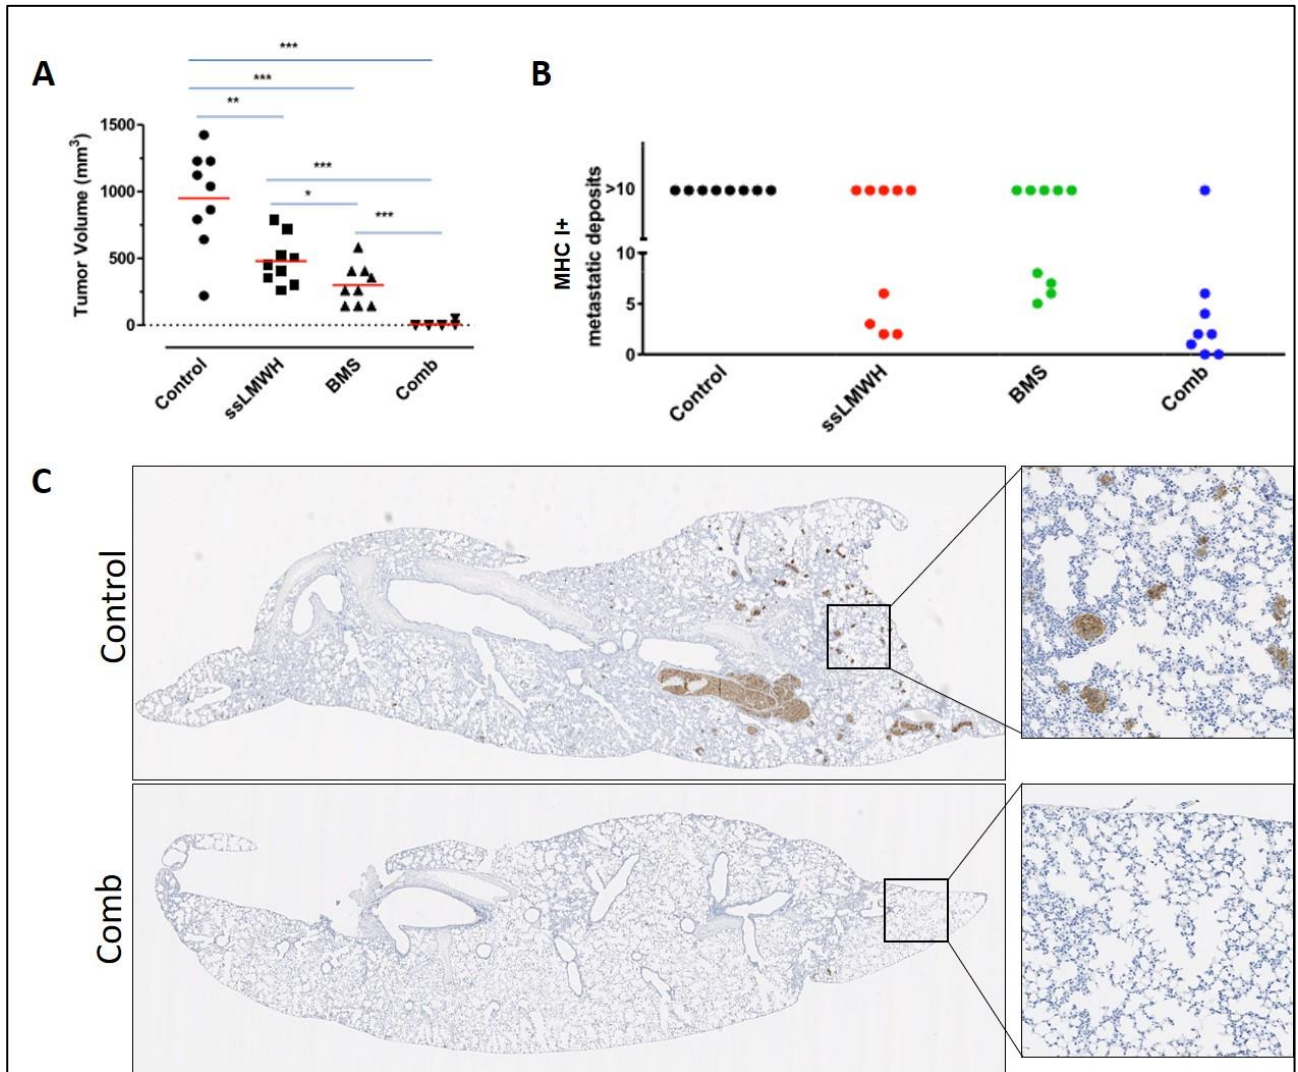 A
***
***
**
***
*
***
Tumor Volume (mm3)
1500
1000
500
0
Control
ssLMWH
BMS
Comb
B
MHC I+
metastatic deposits
>10
10
5
0
Control
ssLMWH
BMS
Comb
C
Control
Comb